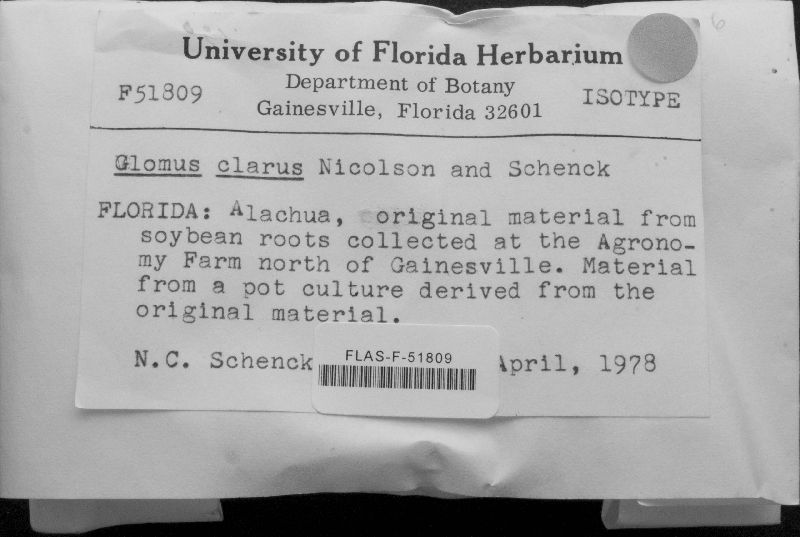 6
University of Florida Herbarium
Department of Botany
F51809
ISOTYPE
Gainesville, Florida 32601
Glomus clarus Nicolson and Schenck
FLORIDA: Alachua, original material from
soybean roots collected at the Agrono-
my Farm north of Gainesville. Material
from a pot culture derived from the
original material.
N.C. Schenck April, 1978
FLAS-F-51809